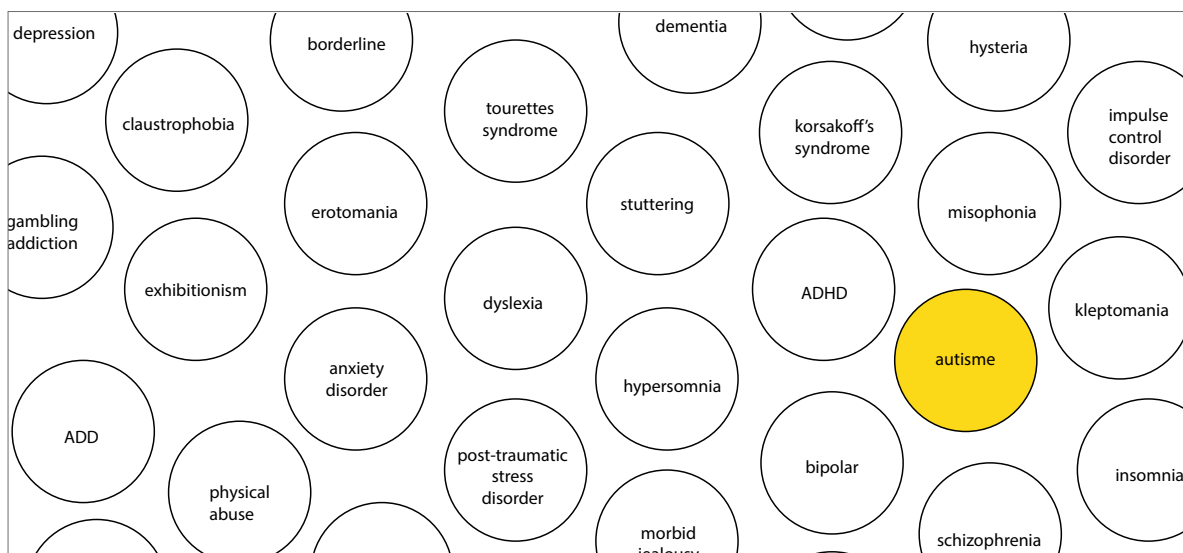 depression
borderline
dementia
hysteria
claustrophobia
tourettes
syndrome
korsakoff's
syndrome
impulse
control
disorder
gambling
addiction
erotomania
stuttering
misophonia
exhibitionism
dyslexia
ADHD
kleptomania
autisme
anxiety
disorder
hypersomnia
ADD
post-traumatic
stress
disorder
bipolar
insomnia
physical
abuse
morbid
jealousy
schizophrenia